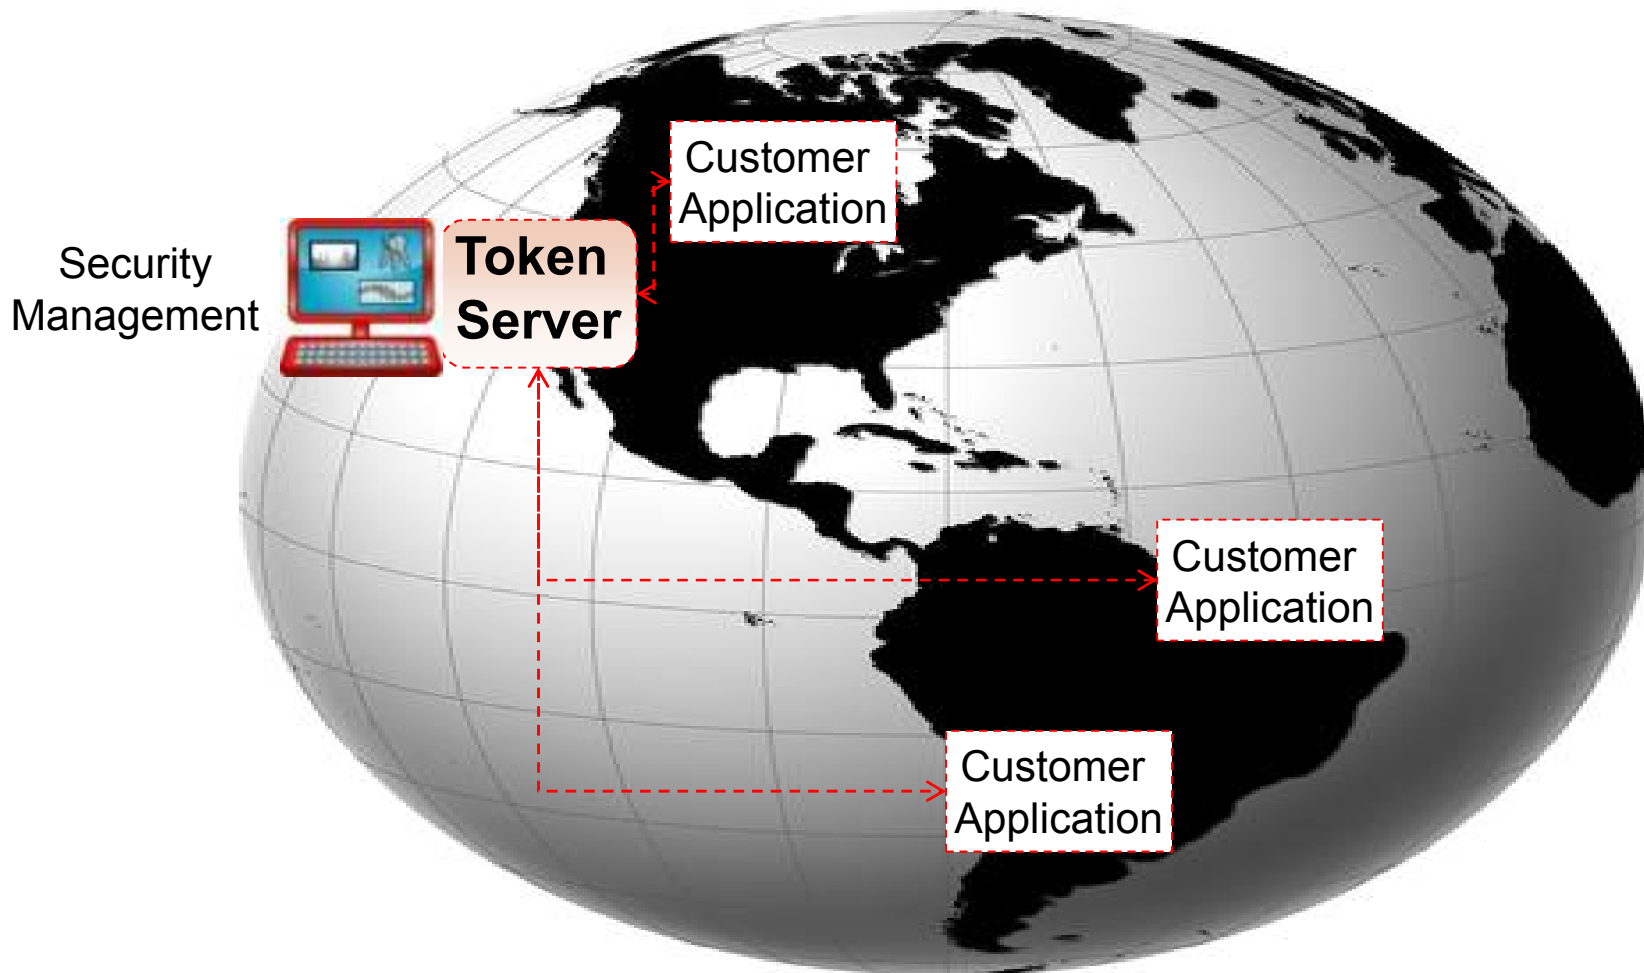 Customer
Application
Security
Management
Token
Server
Customer
Application
Customer
Application